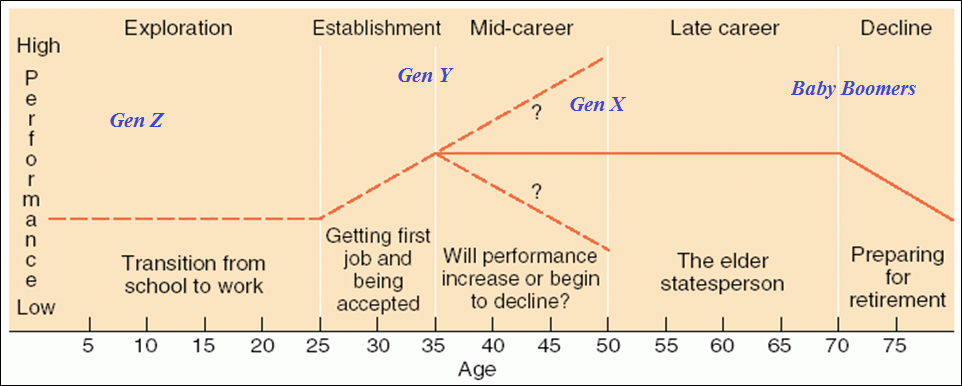 Exploration
Establishment
Mid-career
Late career
Decline
High
Performance
Low
Gen Z
Gen Y
Gen X
Baby Boomers
?
?
Transition from
school to work
Getting first
job and
being
accepted
Will performance
increase or begin
to decline?
The elder
statesperson
Preparing
for
retirement
5 10 15 20 25 30 35 40 45 50 55 60 65 70 75
Age